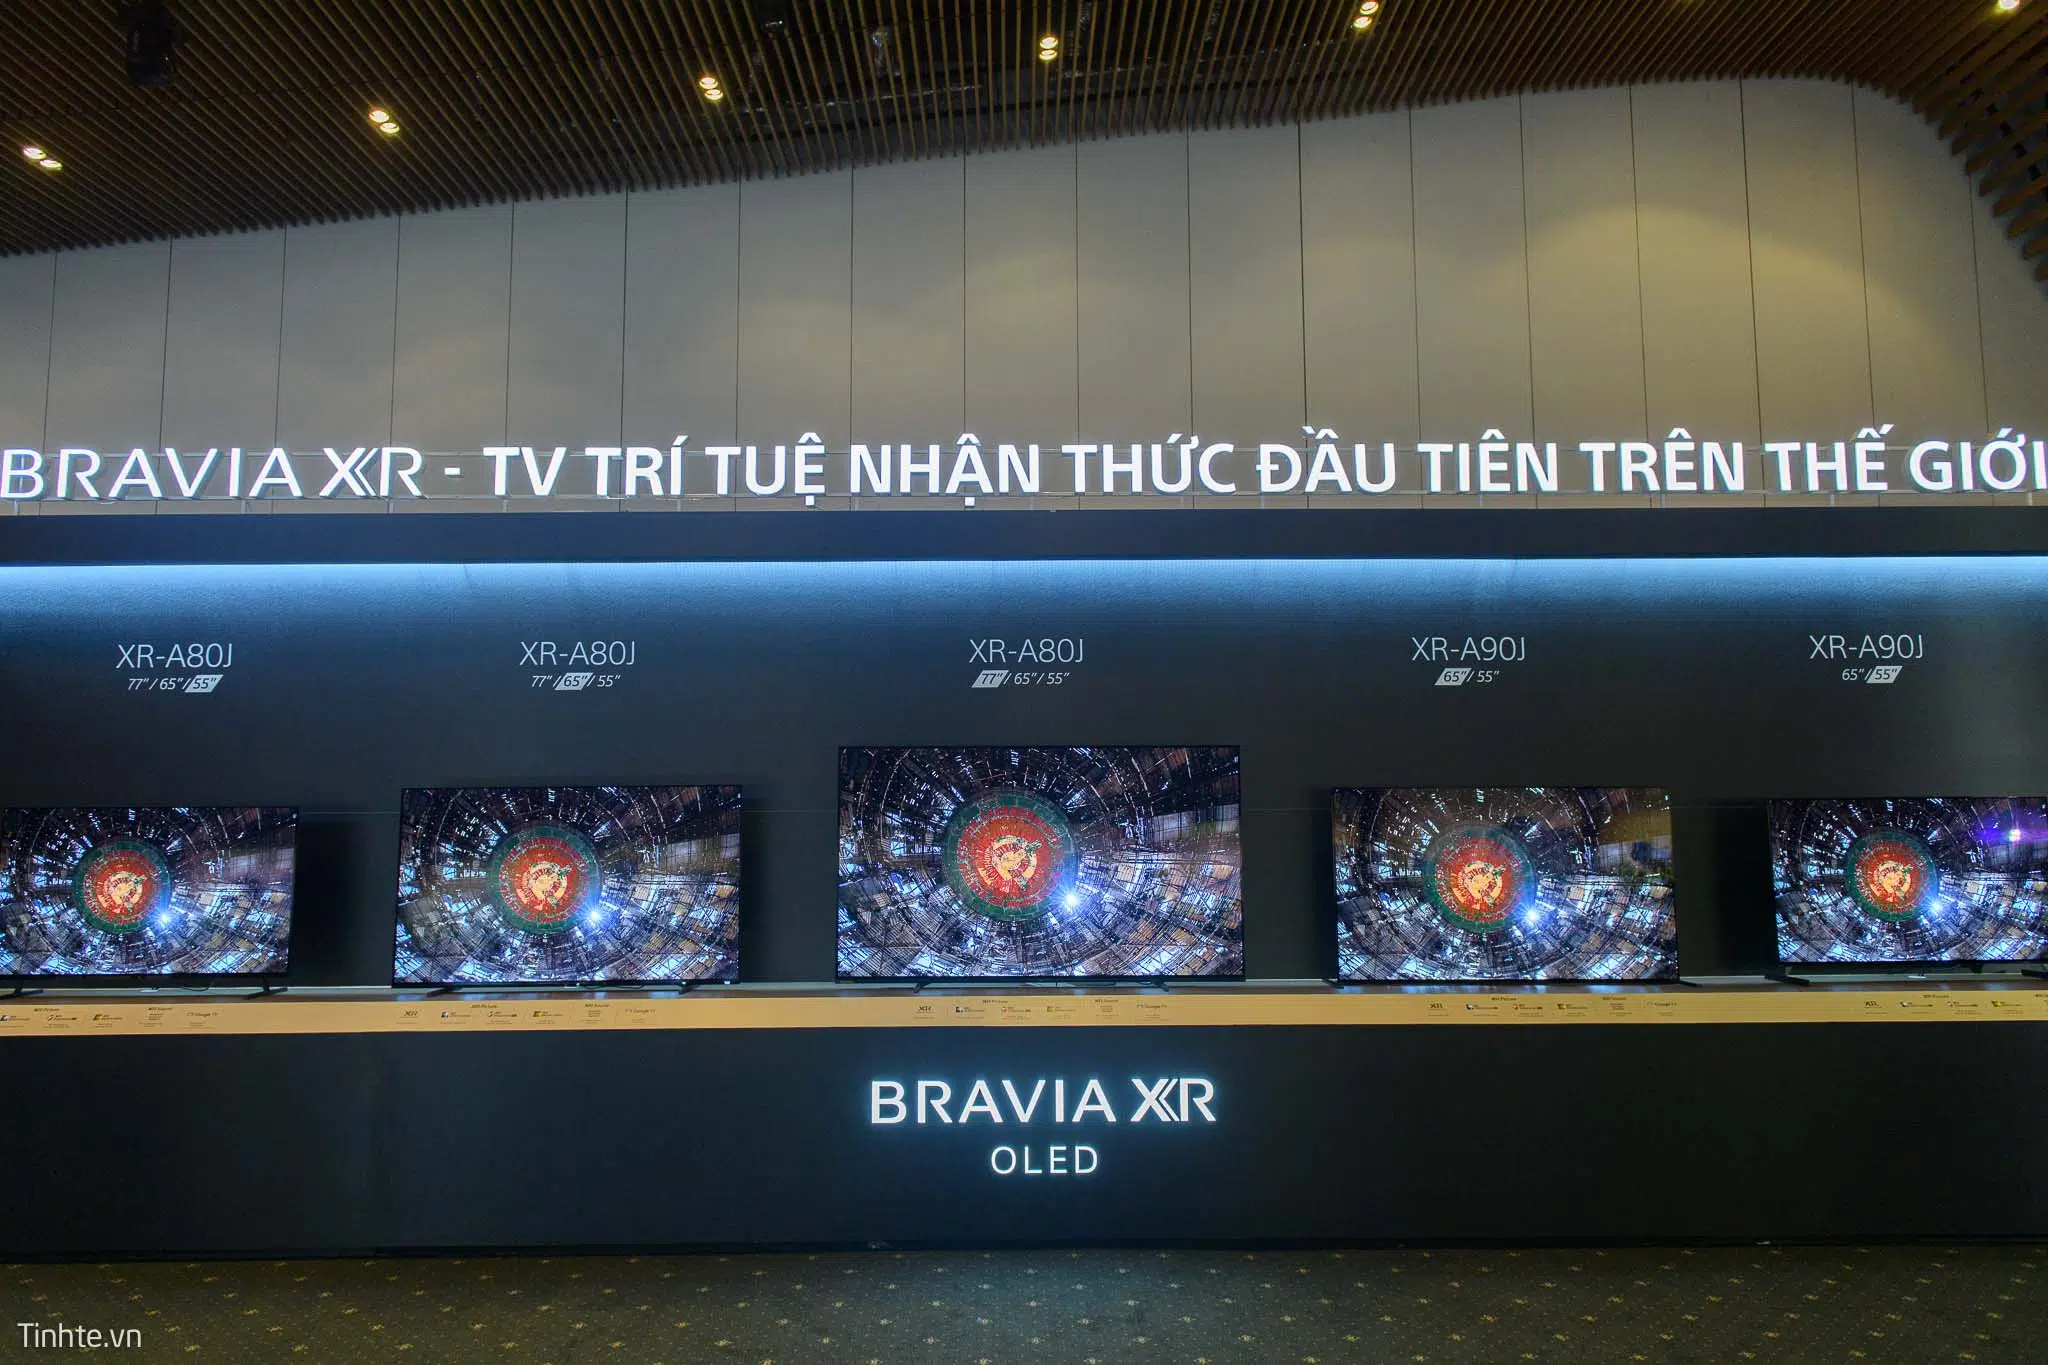 BRAVIA XR - TV TRÍ TUỆ NHẬN THỨC ĐẦU TIÊN TRÊN THẾ GIỚI
XR-A80J
77"/65"/55"
XR-A80J
77"/65"/55"
XR-A80J
77"/65"/55"
XR-A90J
65"/55"
XR-A90J
65"/55"
BRAVIA XR
OLED
Tinhte.vn